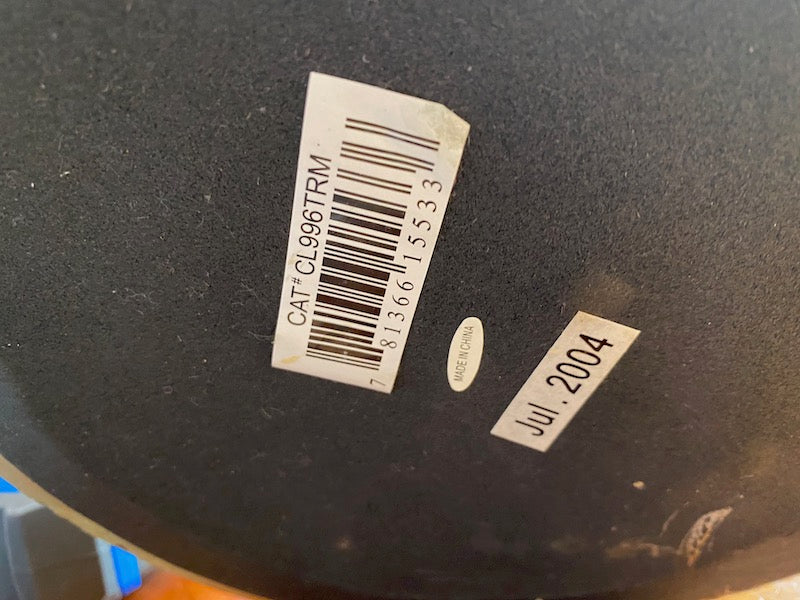 CAT# CL996TRM
7 81366 15533
MADE IN CHINA
Jul. 2004